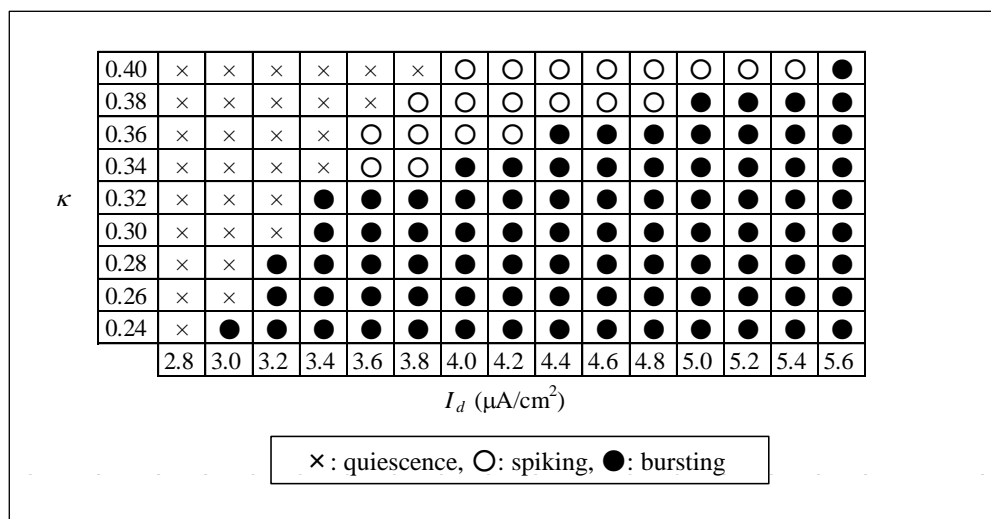 0.40 × × × × × × ○ ○ ○ ○ ○ ○ ○ ○ ●
0.38 × × × × × ○ ○ ○ ○ ○ ○ ● ● ● ●
0.36 × × × × ○ ○ ○ ○ ● ● ● ● ● ● ●
0.34 × × × × ○ ○ ● ● ● ● ● ● ● ● ●
κ
0.32 × × × ● ● ● ● ● ● ● ● ● ● ● ●
0.30 × × × ● ● ● ● ● ● ● ● ● ● ● ●
0.28 × × ● ● ● ● ● ● ● ● ● ● ● ● ●
0.26 × × ● ● ● ● ● ● ● ● ● ● ● ● ●
0.24 × ● ● ● ● ● ● ● ● ● ● ● ● ● ●
2.8 3.0 3.2 3.4 3.6 3.8 4.0 4.2 4.4 4.6 4.8 5.0 5.2 5.4 5.6
I_d (μA/cm²)
×: quiescence, ○: spiking, ●: bursting